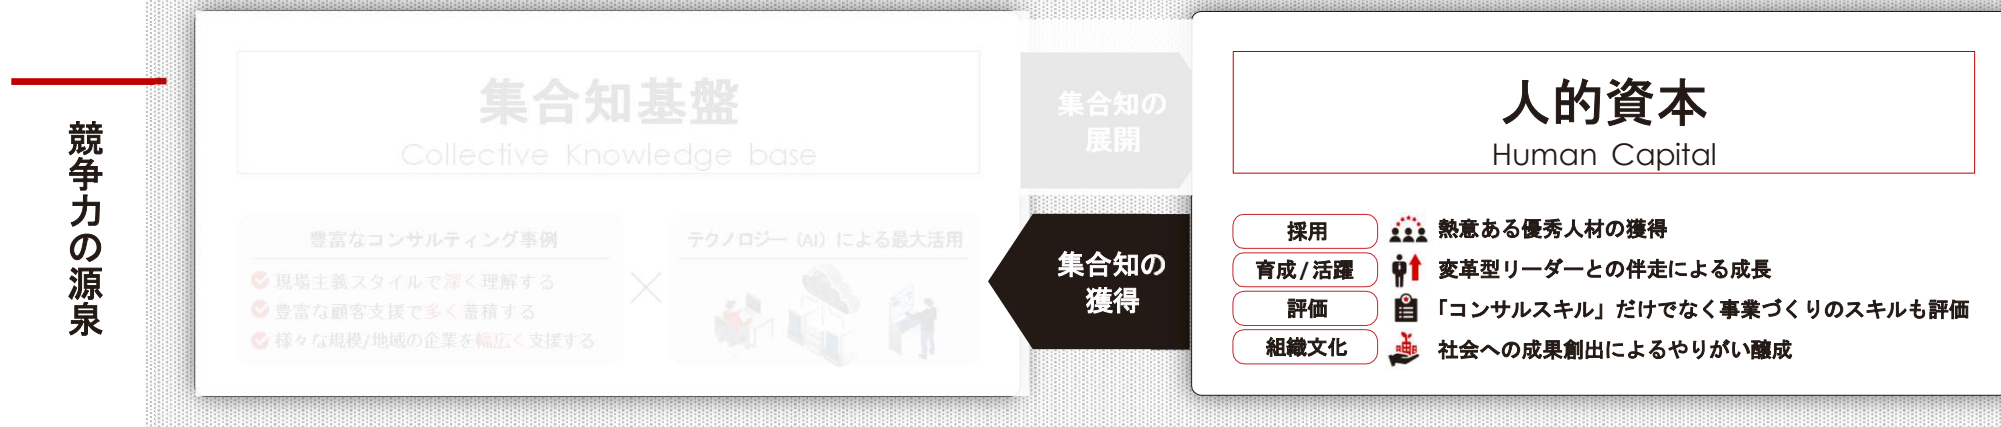 競争力の源泉
集合知基盤
Collective Knowledge base
豊富なコンサルティング事例
現場主義スタイルで深く理解する
豊富な顧客支援で多く蓄積する
様々な規模/地域の企業を幅広く支援する
×
テクノロジー（AI）による最大活用
集合知の
展開
集合知の
獲得
人的資本
Human Capital
採用
熱意ある優秀人材の獲得
育成/活躍
変革型リーダーとの伴走による成長
評価
「コンサルスキル」だけでなく事業づくりのスキルも評価
組織文化
社会への成果創出によるやりがい醸成